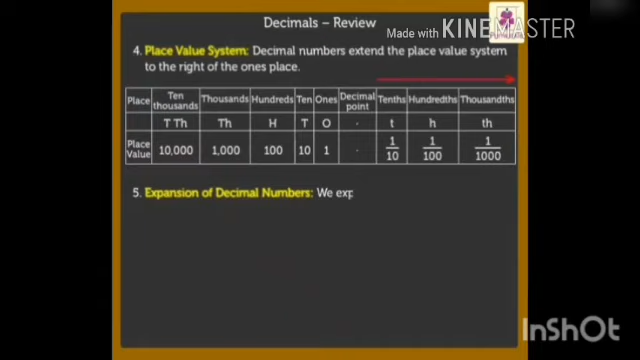 Decimals – Review
Made with KINEMASTER
4. Place Value System: Decimal numbers extend the place value system
to the right of the ones place.
Place | Ten thousands | Thousands | Hundreds | Ten | Ones | Decimal point | Tenths | Hundredths | Thousandths
T Th | Th | H | T | O | . | t | h | th
Place Value | 10,000 | 1,000 | 100 | 10 | 1 | . | 1/10 | 1/100 | 1/1000
5. Expansion of Decimal Numbers: We exp
InShOt